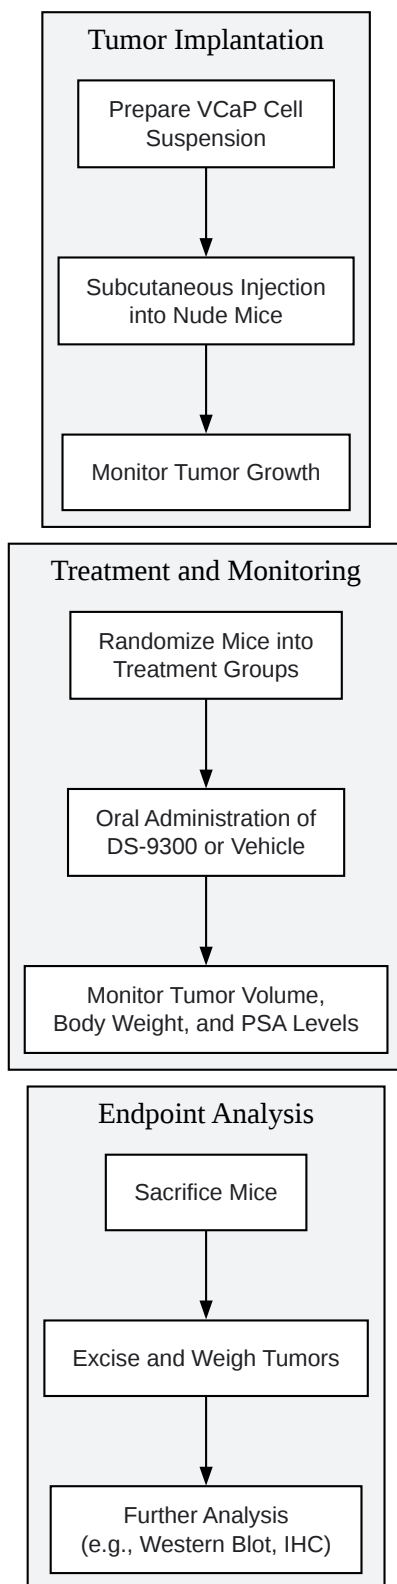 Tumor Implantation
Prepare VCaP Cell
Suspension
Subcutaneous Injection
into Nude Mice
Monitor Tumor Growth
Treatment and Monitoring
Randomize Mice into
Treatment Groups
Oral Administration of
DS-9300 or Vehicle
Monitor Tumor Volume,
Body Weight, and PSA Levels
Endpoint Analysis
Sacrifice Mice
Excise and Weigh Tumors
Further Analysis
(e.g., Western Blot, IHC)